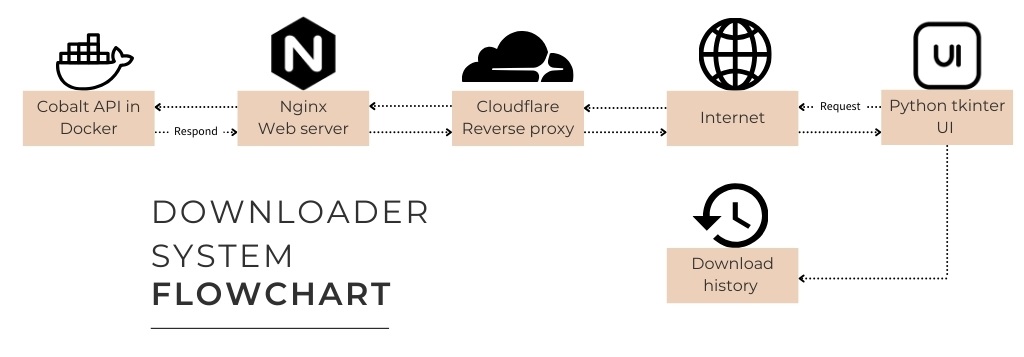 N
UI
Cobalt API in
Docker
Nginx
Web server
Cloudflare
Reverse proxy
Internet
Python tkinter
UI
Request
Respond
DOWNLOADER
SYSTEM
FLOWCHART
Download
history